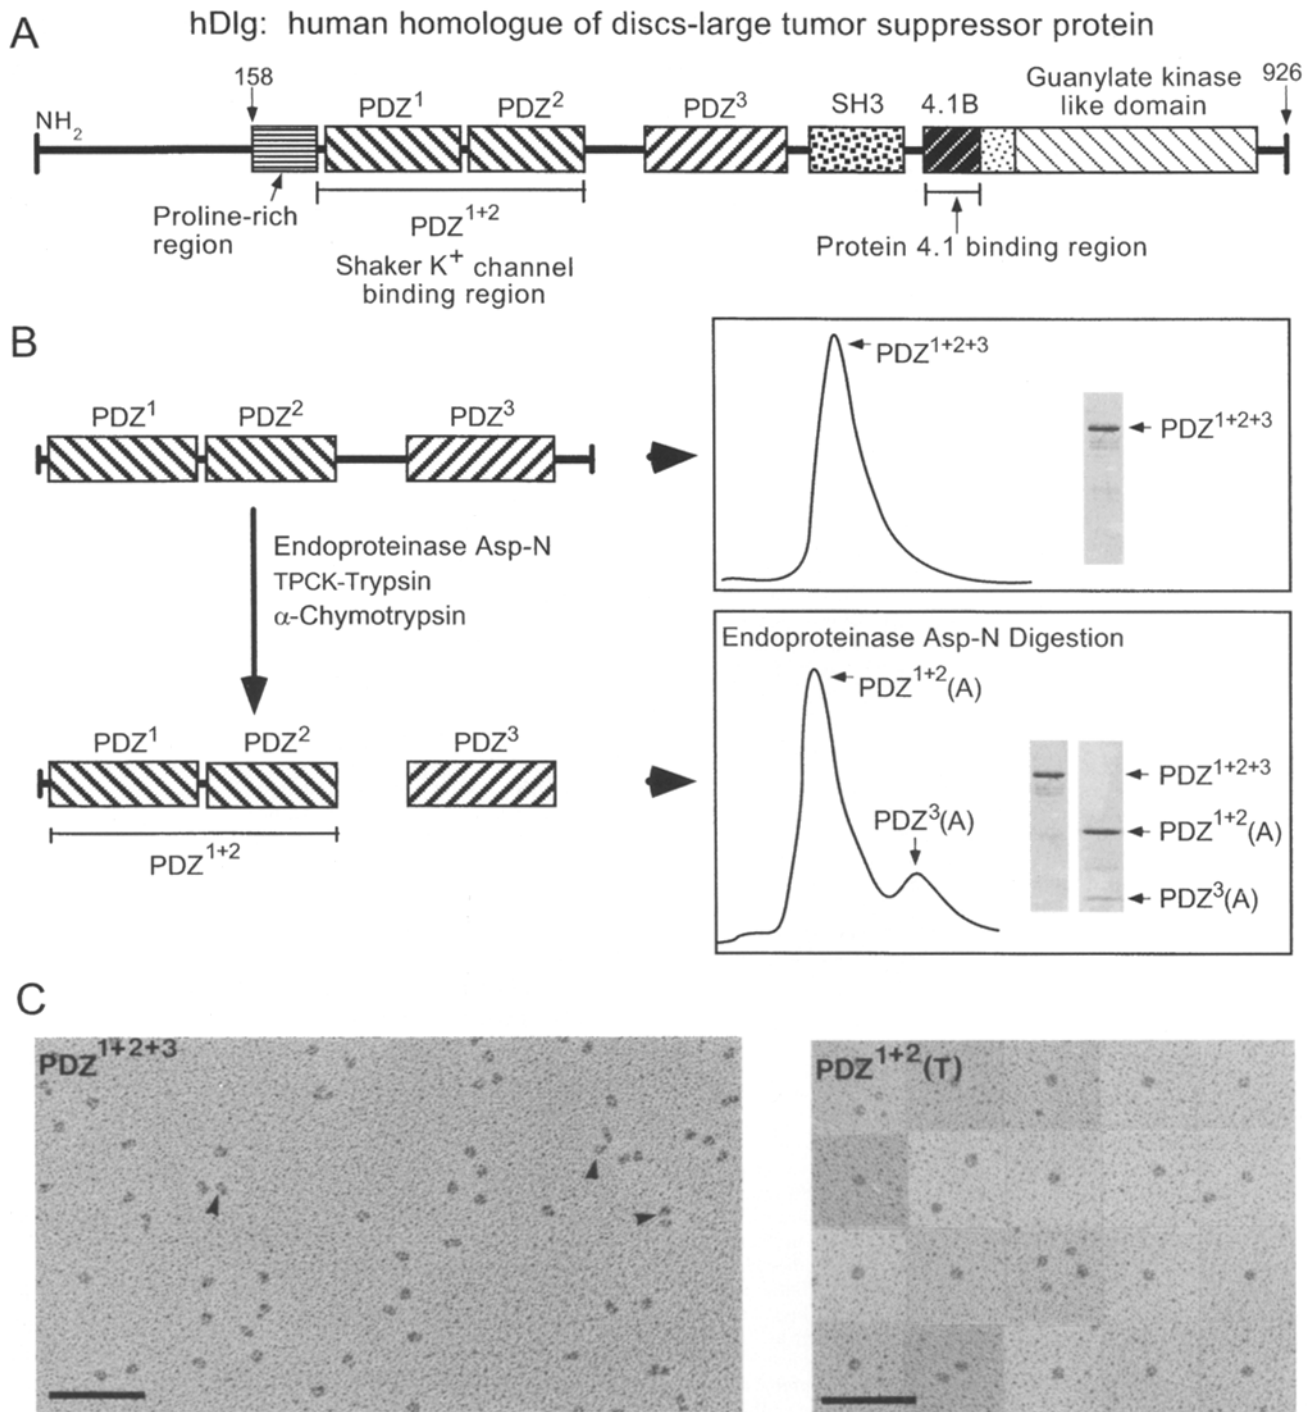 A
hDlg: human homologue of discs-large tumor suppressor protein
158
926
NH2
PDZ1
PDZ2
PDZ3
SH3
4.1B
Guanylate kinase
like domain
Proline-rich
region
PDZ1+2
Shaker K+ channel
binding region
Protein 4.1 binding region
B
PDZ1
PDZ2
PDZ3
PDZ1+2+3
PDZ1+2+3
Endoproteinase Asp-N
TPCK-Trypsin
α-Chymotrypsin
PDZ1
PDZ2
PDZ3
PDZ1+2
Endoproteinase Asp-N Digestion
PDZ1+2(A)
PDZ3(A)
PDZ1+2+3
PDZ1+2(A)
PDZ3(A)
C
PDZ1+2+3
PDZ1+2(T)